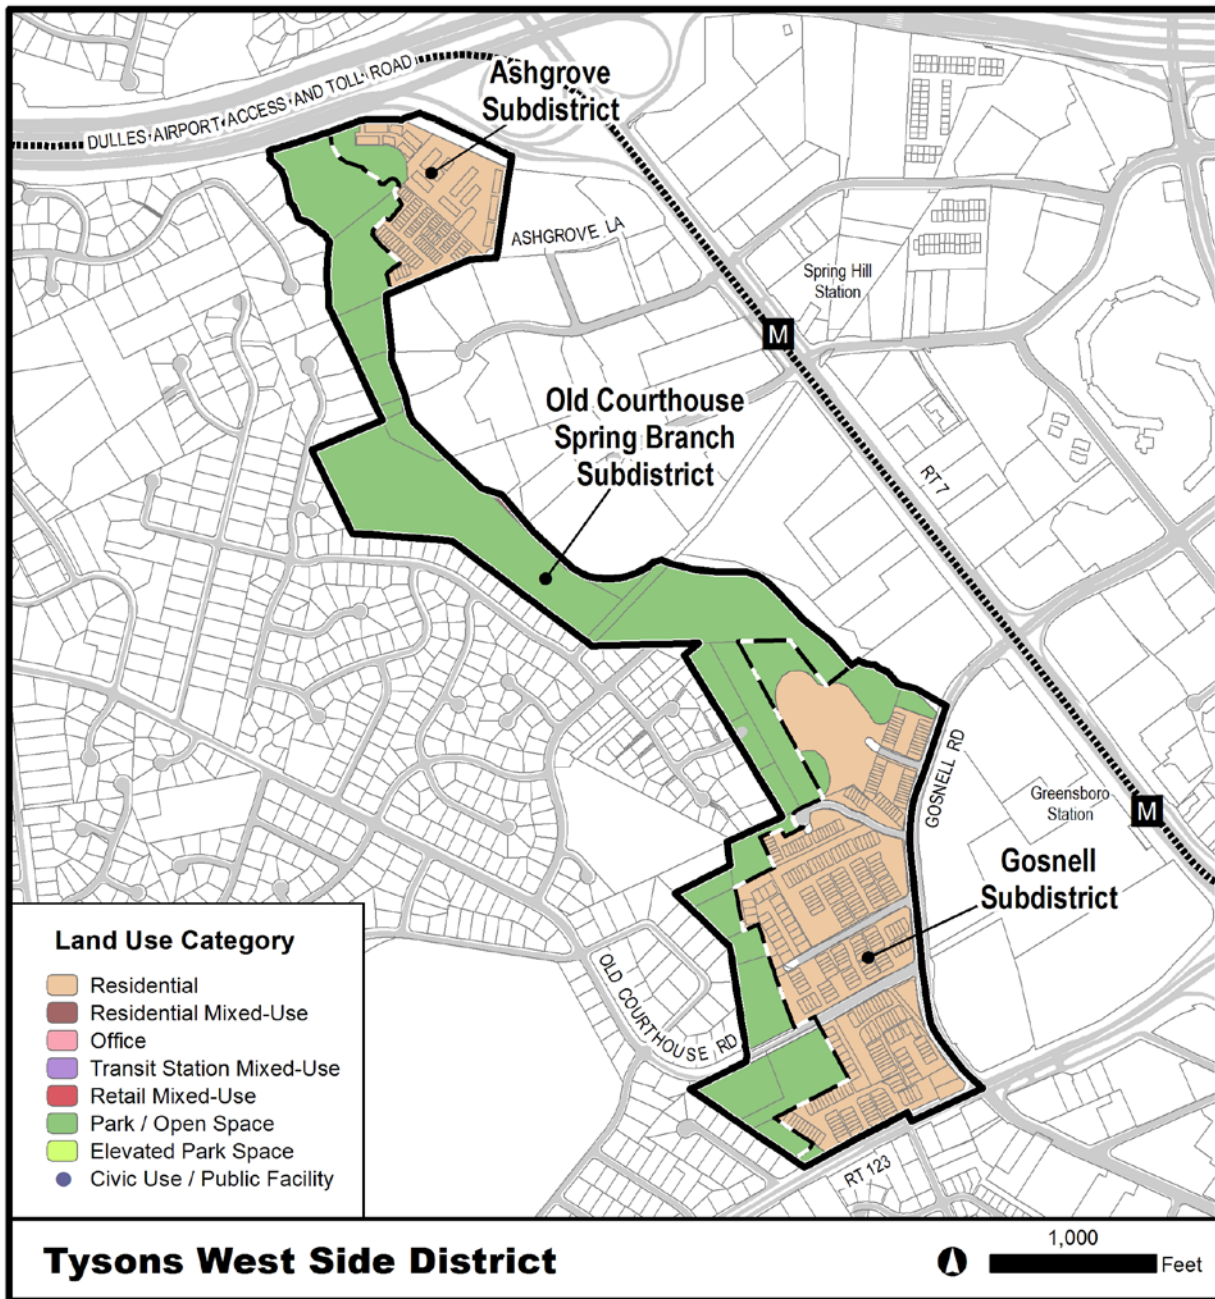 DULLES AIRPORT ACCESS AND TOLL ROAD
Ashgrove
Subdistrict
ASHGROVE LA
Spring Hill
Station
M
Old Courthouse
Spring Branch
Subdistrict
RT 7
GOSNELL RD
Greensboro
Station
M
Gosnell
Subdistrict
OLD COURTHOUSE RD
RT 123
Land Use Category
Residential
Residential Mixed-Use
Office
Transit Station Mixed-Use
Retail Mixed-Use
Park / Open Space
Elevated Park Space
Civic Use / Public Facility
Tysons West Side District
1,000
Feet